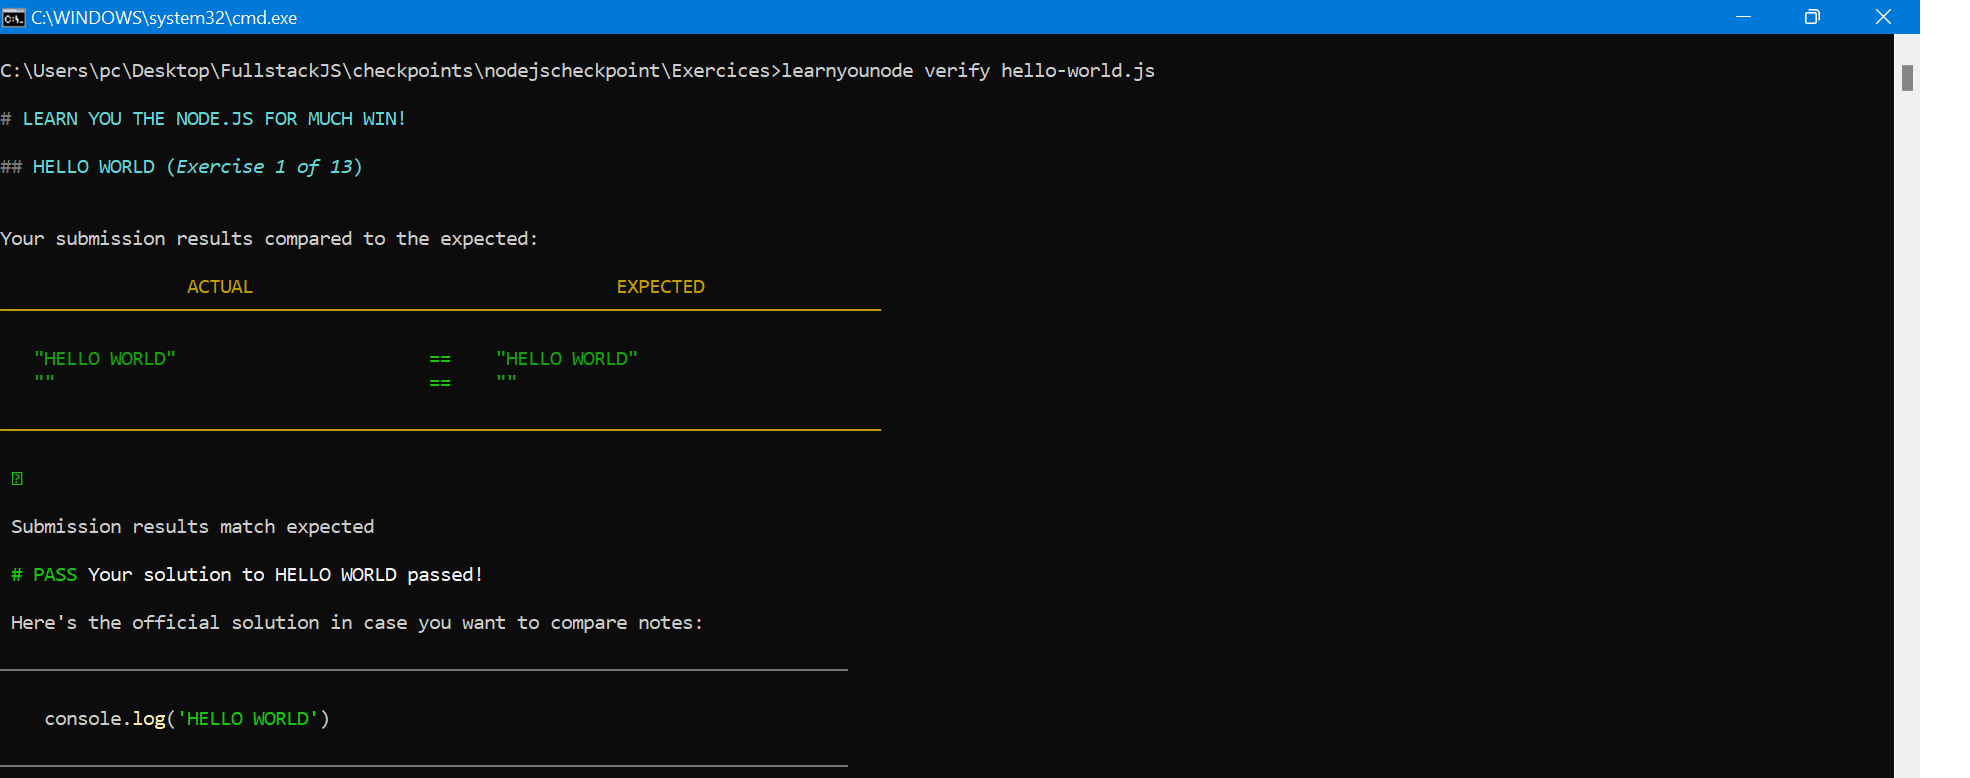 C:\WINDOWS\system32\cmd.exe
C:\Users\pc\Desktop\FullstackJS\checkpoints\nodejscheckpoint\Exercices>learnyounode verify hello-world.js
# LEARN YOU THE NODE.JS FOR MUCH WIN!
## HELLO WORLD (Exercise 1 of 13)
Your submission results compared to the expected:
ACTUAL EXPECTED
"HELLO WORLD" == "HELLO WORLD"
"" == ""
Submission results match expected
# PASS Your solution to HELLO WORLD passed!
Here's the official solution in case you want to compare notes:
console.log('HELLO WORLD')